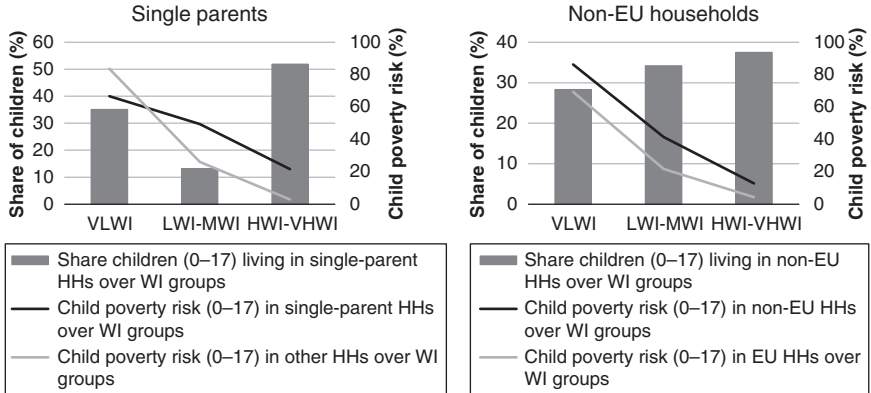 Single parents
Share of children (%)
60
50
40
30
20
10
0
100
80
60
40
20
0
Child poverty risk (%)
VLWI LWI-MWI HWI-VHWI
Share children (0–17) living in single-parent
HHs over WI groups
Child poverty risk (0–17) in single-parent HHs
over WI groups
Child poverty risk (0–17) in other HHs over WI
groups
Non-EU households
Share of children (%)
40
30
20
10
0
100
80
60
40
20
0
Child poverty risk (%)
VLWI LWI-MWI HWI-VHWI
Share children (0–17) living in non-EU
HHs over WI groups
Child poverty risk (0–17) in non-EU HHs
over WI groups
Child poverty risk (0–17) in EU HHs over
WI groups